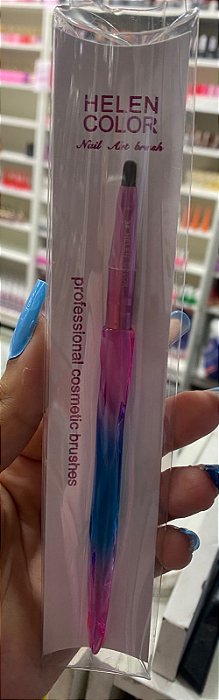 HELEN
COLOR
Nail Art brush
professional cosmetic brushes